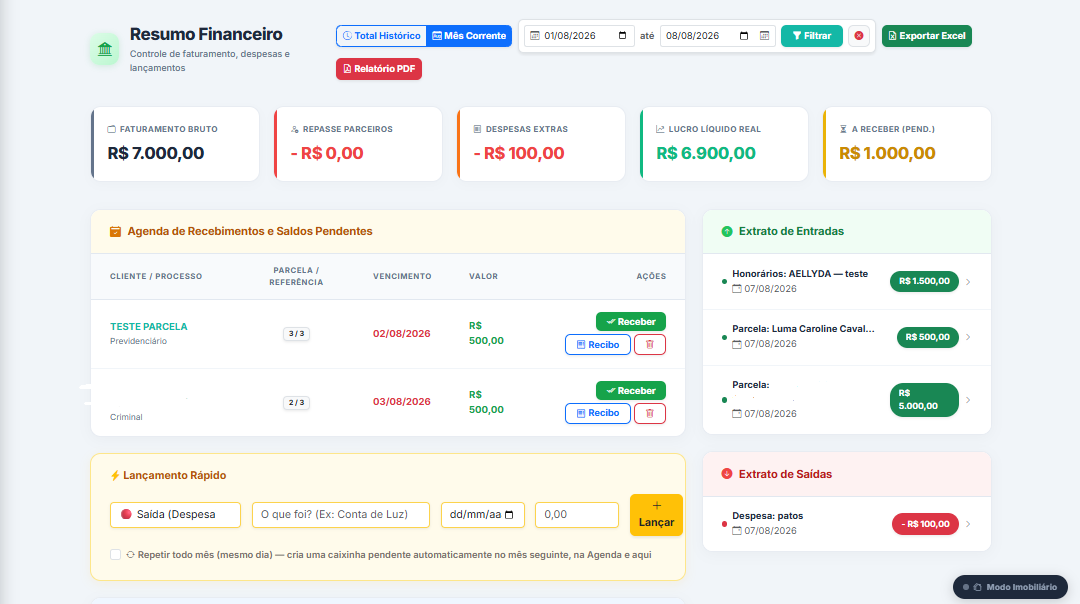 Resumo Financeiro
Controle de faturamento, despesas e
lançamentos
Total Histórico
Mês Corrente
01/08/2026
até
08/08/2026
Filtrar
Exportar Excel
Relatório PDF
FATURAMENTO BRUTO
R$ 7.000,00
REPASSE PARCEIROS
- R$ 0,00
DESPESAS EXTRAS
- R$ 100,00
LUCRO LÍQUIDO REAL
R$ 6.900,00
A RECEBER (PEND.)
R$ 1.000,00
Agenda de Recebimentos e Saldos Pendentes
CLIENTE / PROCESSO
PARCELA /
REFERÊNCIA
VENCIMENTO
VALOR
AÇÕES
TESTE PARCELA
Previdenciário
3 / 3
02/08/2026
R$
500,00
Receber
Recibo
Criminal
2 / 3
03/08/2026
R$
500,00
Receber
Recibo
Lançamento Rápido
Saída (Despesa
O que foi? (Ex: Conta de Luz)
dd/mm/aa
0,00
+
Lançar
Repetir todo mês (mesmo dia) — cria uma caixinha pendente automaticamente no mês seguinte, na Agenda e aqui
Extrato de Entradas
Honorários: AELLYDA — teste
07/08/2026
R$ 1.500,00
Parcela: Luma Caroline Caval...
07/08/2026
R$ 500,00
Parcela:
07/08/2026
R$
5.000,00
Extrato de Saídas
Despesa: patos
07/08/2026
- R$ 100,00
Modo Imobiliário